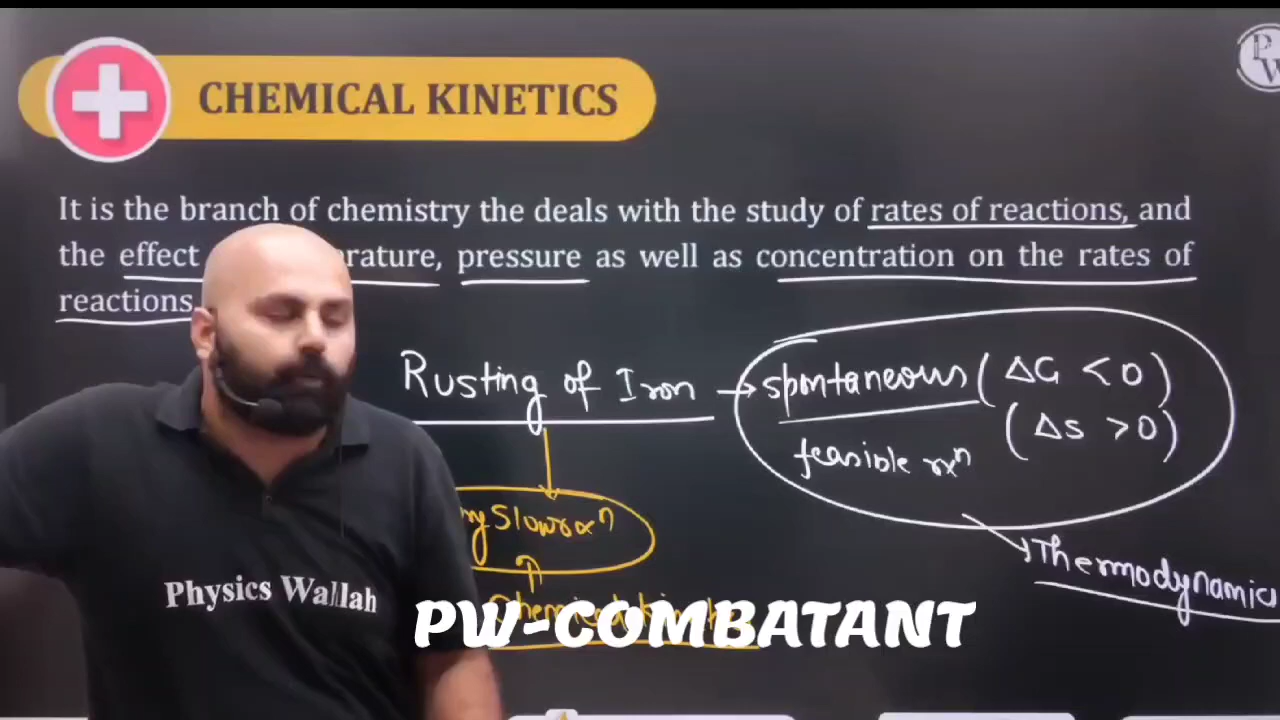 CHEMICAL KINETICS
PW
It is the branch of chemistry the deals with the study of rates of reactions, and
the effect rature, pressure as well as concentration on the rates of
reactions
Rusting of Iron → spontaneous (ΔG < 0)
(ΔS > 0)
feasible rxⁿ
ry Slow rxⁿ
Thermodynamics
Physics Wallah
PW-COMBATANT